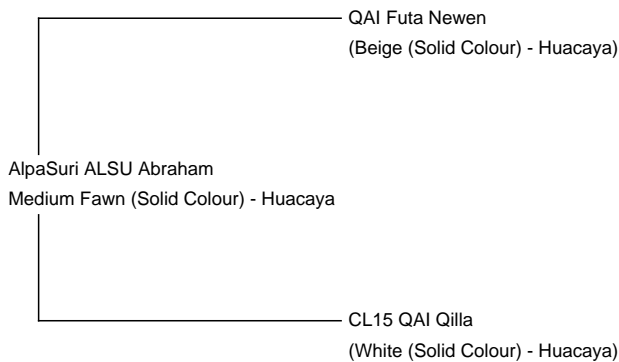 QAI Futa Newen
(Beige (Solid Colour) - Huacaya)
AlpaSuri ALSU Abraham
Medium Fawn (Solid Colour) - Huacaya
CL15 QAI Qilla
(White (Solid Colour) - Huacaya)